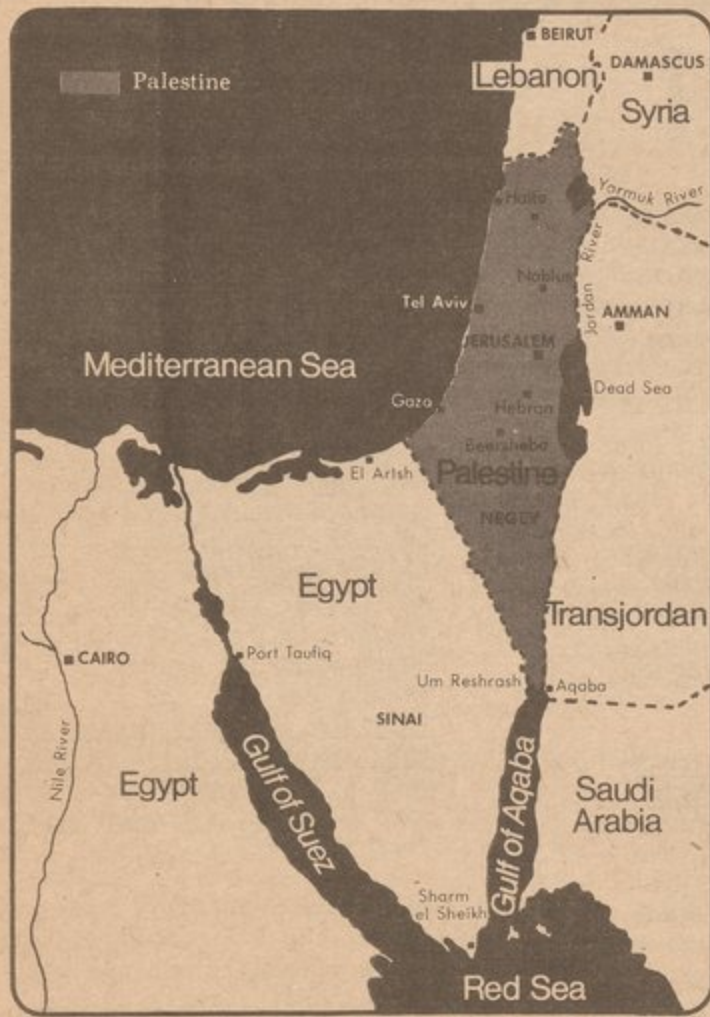 BEIRUT
Lebanon
DAMASCUS
Syria
Palestine
Yarmuk River
Haifa
Jordan River
Nablus
Tel Aviv
AMMAN
JERUSALEM
Mediterranean Sea
Dead Sea
Gaza
Hebron
Beersheba
El Arish
Palestine
NEGEV
Egypt
Transjordan
Port Taufiq
CAIRO
Um Reshrash
Aqaba
SINAI
Nile River
Egypt
Gulf of Suez
Gulf of Aqaba
Saudi
Arabia
Sharm
el Sheikh
Red Sea